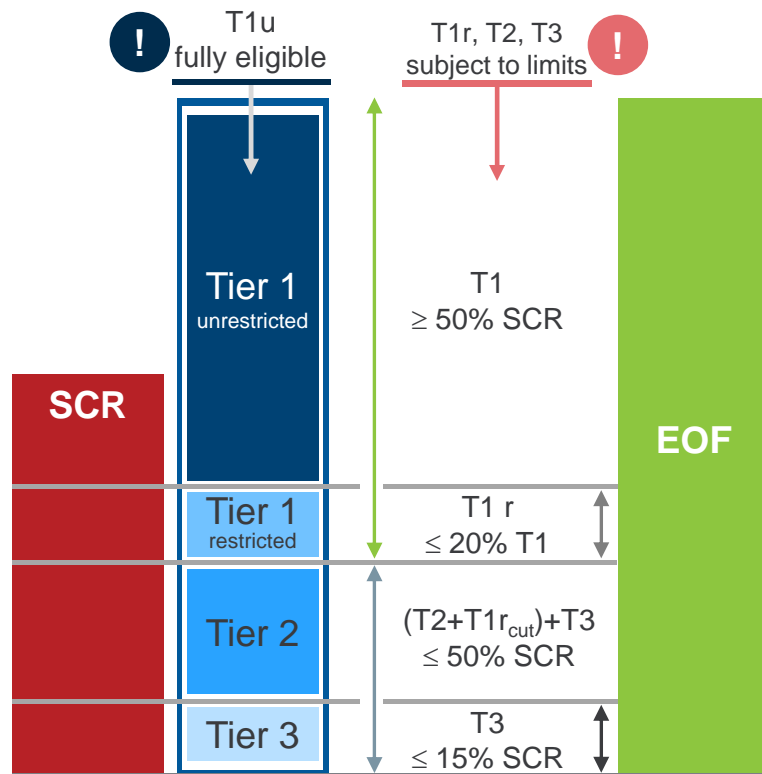 !
T1u
fully eligible
T1r, T2, T3
subject to limits
!
Tier 1
unrestricted
T1
≥ 50% SCR
SCR
EOF
Tier 1
restricted
T1 r
≤ 20% T1
Tier 2
(T2+T1r_cut)+T3
≤ 50% SCR
Tier 3
T3
≤ 15% SCR